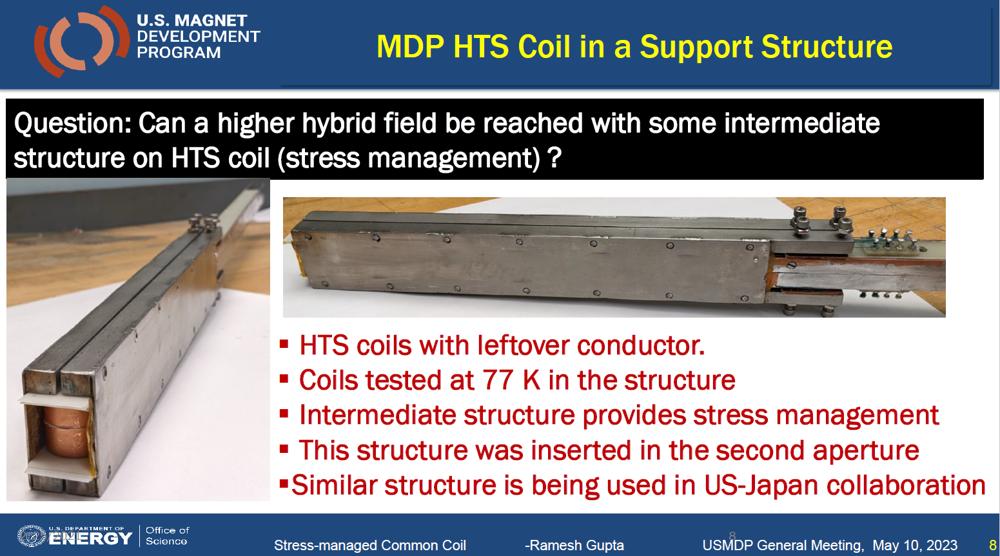 U.S. MAGNET
DEVELOPMENT
PROGRAM
MDP HTS Coil in a Support Structure
Question: Can a higher hybrid field be reached with some intermediate
structure on HTS coil (stress management) ?
▪ HTS coils with leftover conductor.
▪ Coils tested at 77 K in the structure
▪ Intermediate structure provides stress management
▪ This structure was inserted in the second aperture
▪Similar structure is being used in US-Japan collaboration
U.S. DEPARTMENT OF
ENERGY
Office of
Science
/2021
Stress-managed Common Coil
-Ramesh Gupta
8
USMDP General Meeting, May 10, 2023
8